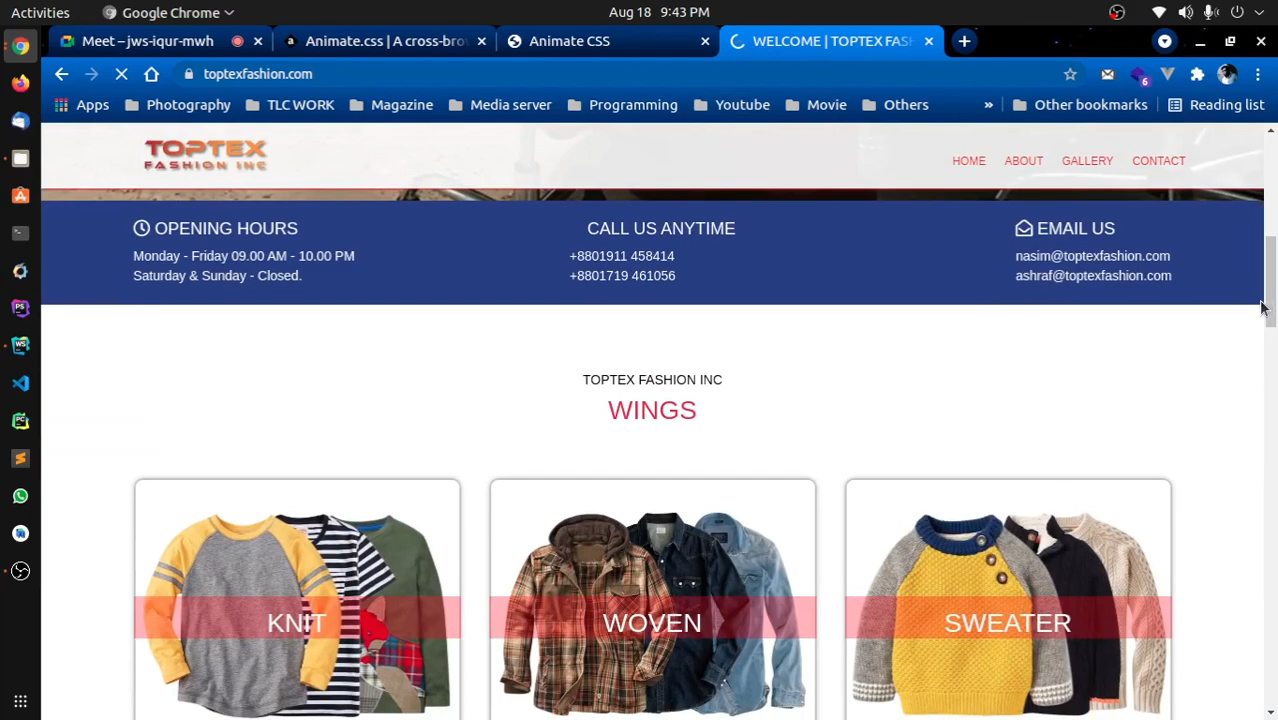 Activities
Google Chrome
Aug 18 9:43 PM
Meet – jws-iqur-mwh
Animate.css | A cross-bro
Animate CSS
WELCOME | TOPTEX FASH
toptexfashion.com
6
Apps
Photography
TLC WORK
Magazine
Media server
Programming
Youtube
Movie
Others
»
Other bookmarks
Reading list
TOPTEX
FASHION INC
HOME
ABOUT
GALLERY
CONTACT
OPENING HOURS
Monday - Friday 09.00 AM - 10.00 PM
Saturday & Sunday - Closed.
CALL US ANYTIME
+8801911 458414
+8801719 461056
EMAIL US
nasim@toptexfashion.com
ashraf@toptexfashion.com
TOPTEX FASHION INC
WINGS
KNIT
WOVEN
SWEATER